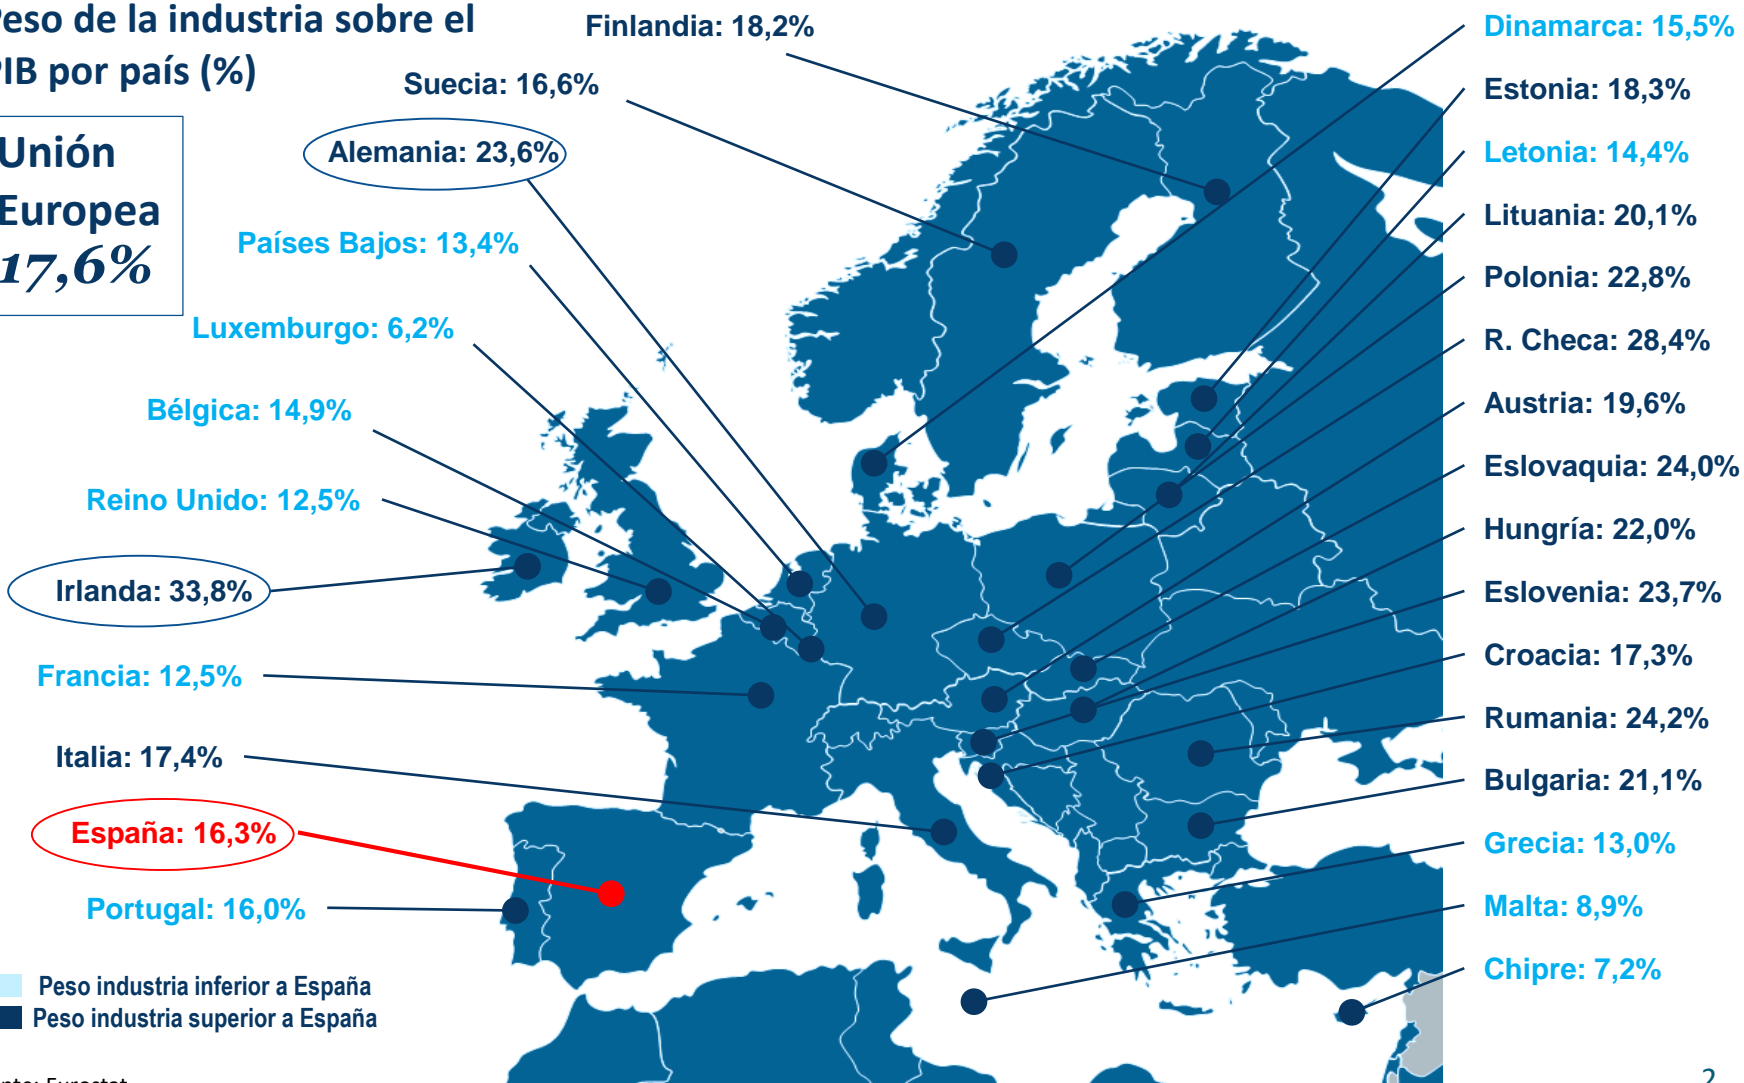 Peso de la industria sobre el
PIB por país (%)
Unión
Europea
17,6%
Finlandia: 18,2%
Suecia: 16,6%
Alemania: 23,6%
Países Bajos: 13,4%
Luxemburgo: 6,2%
Bélgica: 14,9%
Reino Unido: 12,5%
Irlanda: 33,8%
Francia: 12,5%
Italia: 17,4%
España: 16,3%
Portugal: 16,0%
Dinamarca: 15,5%
Estonia: 18,3%
Letonia: 14,4%
Lituania: 20,1%
Polonia: 22,8%
R. Checa: 28,4%
Austria: 19,6%
Eslovaquia: 24,0%
Hungría: 22,0%
Eslovenia: 23,7%
Croacia: 17,3%
Rumania: 24,2%
Bulgaria: 21,1%
Grecia: 13,0%
Malta: 8,9%
Chipre: 7,2%
Peso industria inferior a España
Peso industria superior a España
Eurostat
2